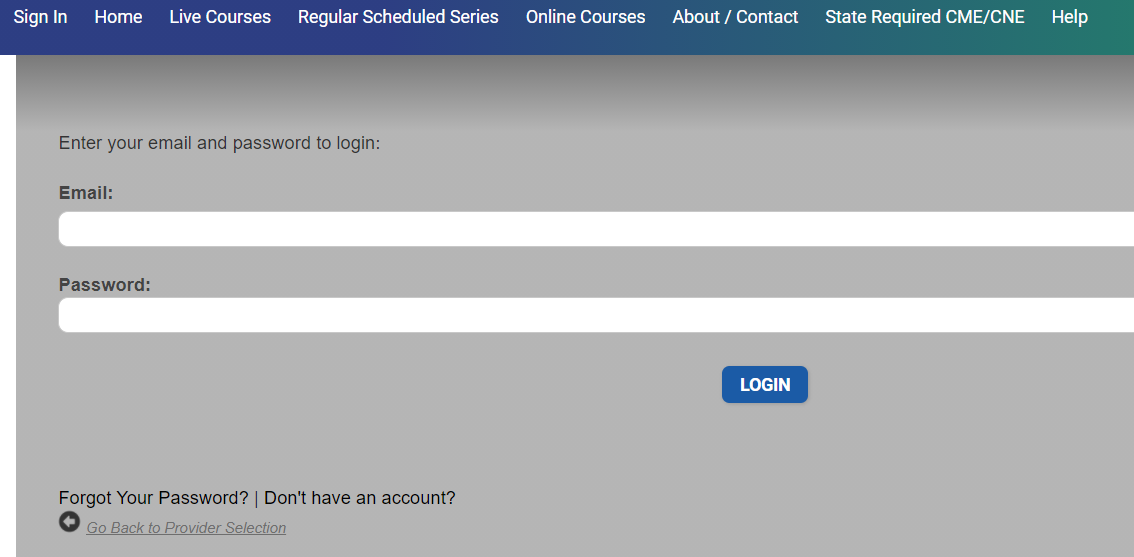 Sign In Home Live Courses Regular Scheduled Series Online Courses About / Contact State Required CME/CNE Help
Enter your email and password to login:
Email:
Password:
LOGIN
Forgot Your Password? | Don't have an account?
Go Back to Provider Selection